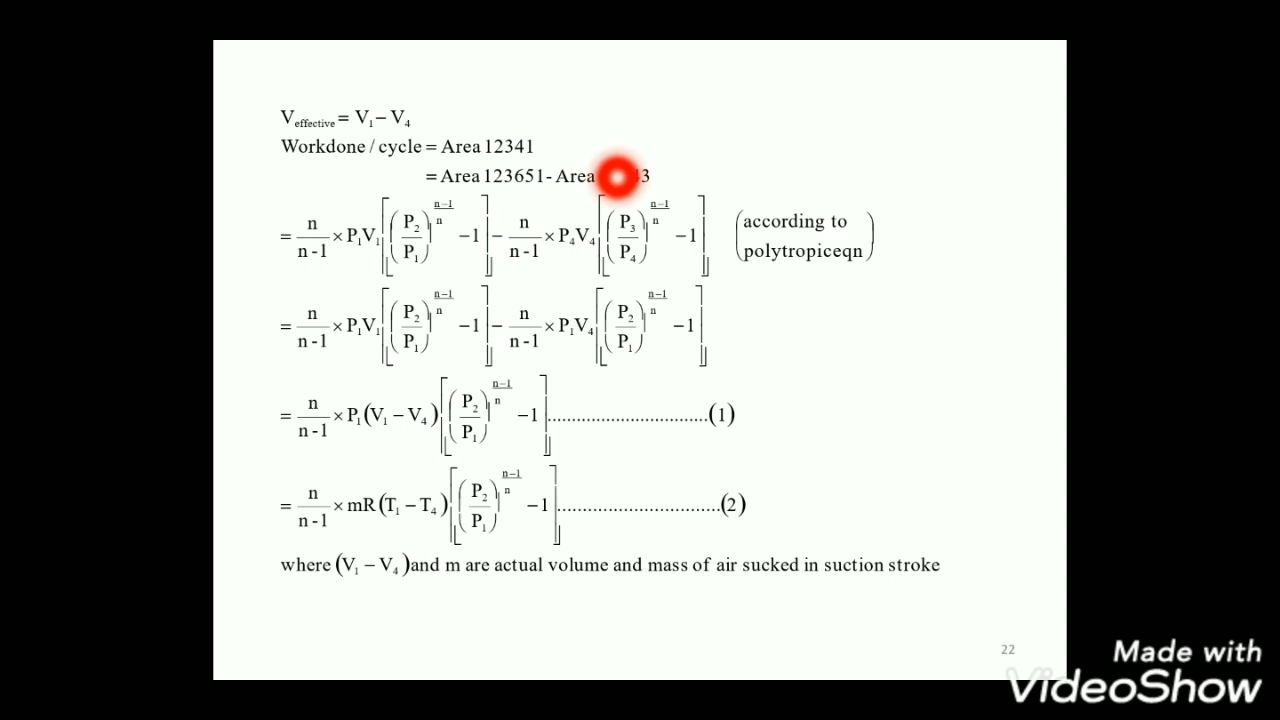 V_effective = V₁ − V₄
Workdone / cycle = Area 12341
= Area 123651 - Area
= n/(n-1) × P₁V₁[(P₂/P₁)^((n−1)/n) − 1] − n/(n-1) × P₄V₄[(P₃/P₄)^((n−1)/n) − 1] (according to polytropiceqn)
= n/(n-1) × P₁V₁[(P₂/P₁)^((n−1)/n) − 1] − n/(n-1) × P₁V₄[(P₂/P₁)^((n−1)/n) − 1]
= n/(n-1) × P₁(V₁ − V₄)[(P₂/P₁)^((n−1)/n) − 1]................................(1)
= n/(n-1) × mR(T₁ − T₄)[(P₂/P₁)^((n−1)/n) − 1]................................(2)
where (V₁ − V₄) and m are actual volume and mass of air sucked in suction stroke
22
Made with
VideoShow